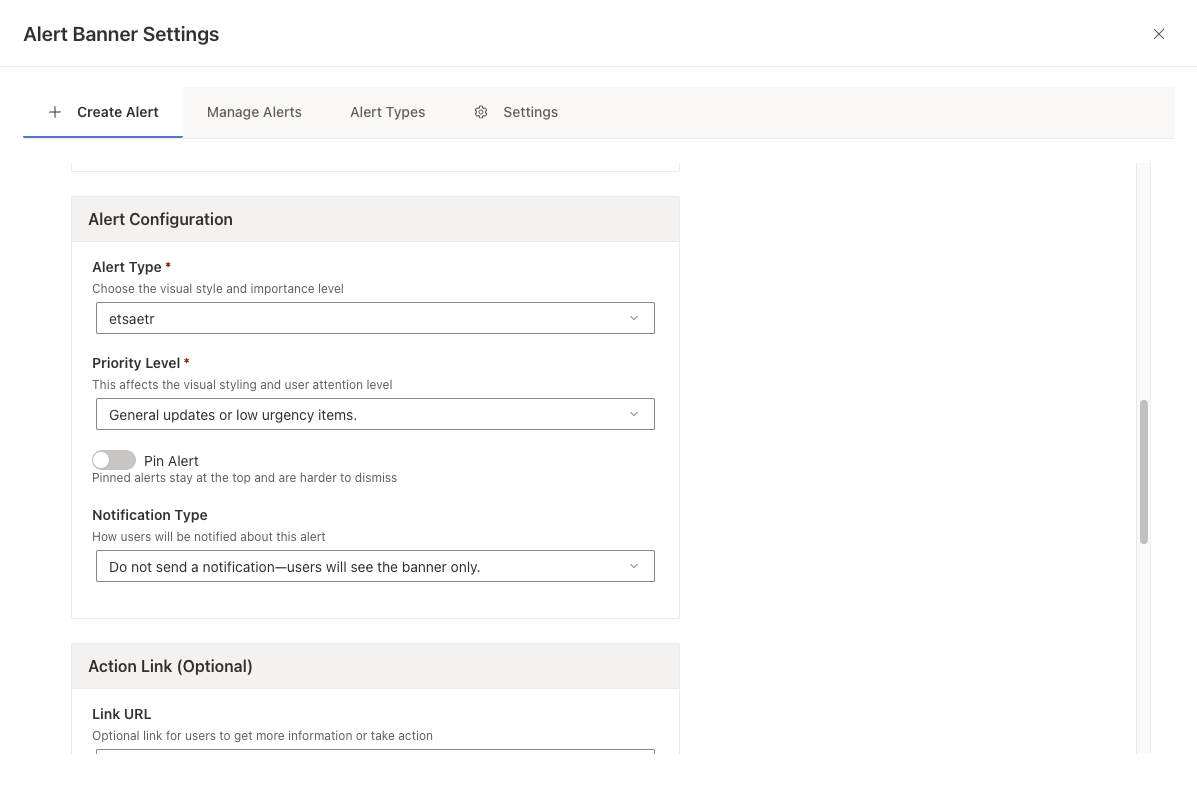 Alert Banner Settings
Create Alert
Manage Alerts
Alert Types
Settings
Alert Configuration
Alert Type *
Choose the visual style and importance level
etsaetr
Priority Level *
This affects the visual styling and user attention level
General updates or low urgency items.
Pin Alert
Pinned alerts stay at the top and are harder to dismiss
Notification Type
How users will be notified about this alert
Do not send a notification—users will see the banner only.
Action Link (Optional)
Link URL
Optional link for users to get more information or take action